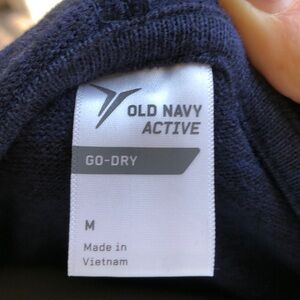 OLD NAVY
ACTIVE
GO-DRY
M
Made in
Vietnam